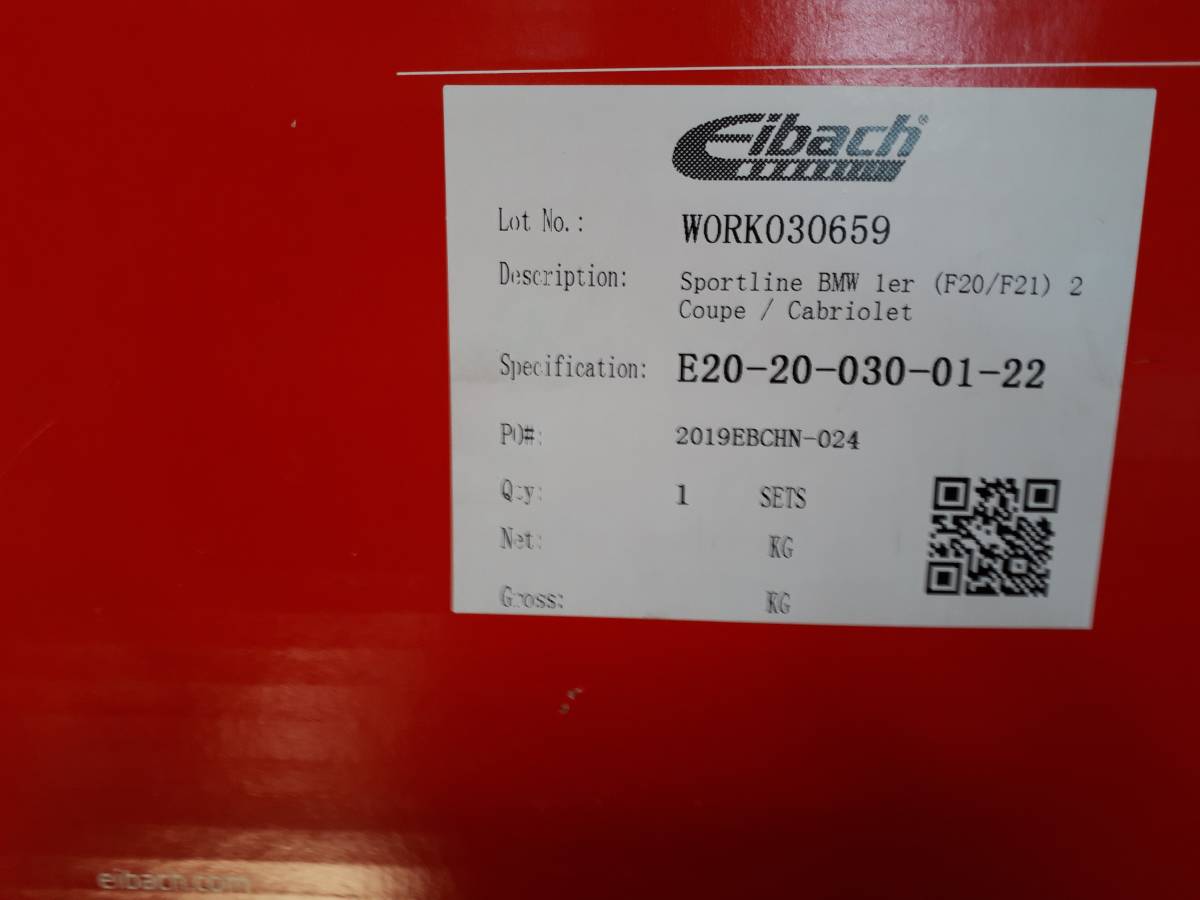 Eibach®
Lot No.: WORK030659
Description: Sportline BMW 1er (F20/F21) 2
Coupe / Cabriolet
Specification: E20-20-030-01-22
PO#: 2019EBCHN-024
Qty: 1 SETS
Net: KG
Gross: KG
eibach.com